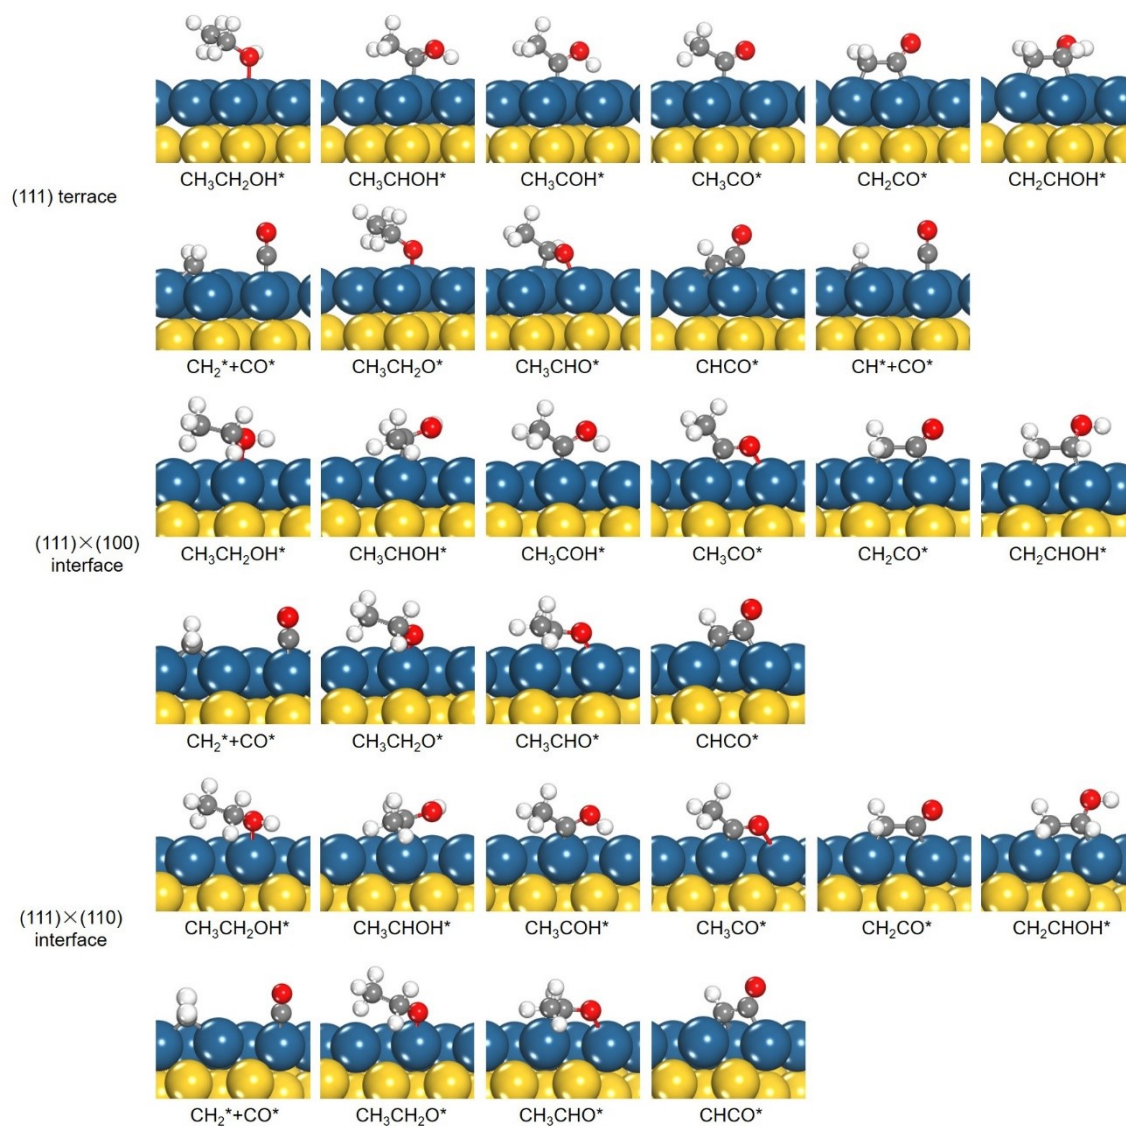 CH₃CH₂OH* CH₃CHOH* CH₃COH* CH₃CO* CH₂CO* CH₂CHOH*
(111) terrace
CH₂*+CO* CH₃CH₂O* CH₃CHO* CHCO* CH*+CO*
CH₃CH₂OH* CH₃CHOH* CH₃COH* CH₃CO* CH₂CO* CH₂CHOH*
(111)×(100)
interface
CH₂*+CO* CH₃CH₂O* CH₃CHO* CHCO*
CH₃CH₂OH* CH₃CHOH* CH₃COH* CH₃CO* CH₂CO* CH₂CHOH*
(111)×(110)
interface
CH₂*+CO* CH₃CH₂O* CH₃CHO* CHCO*